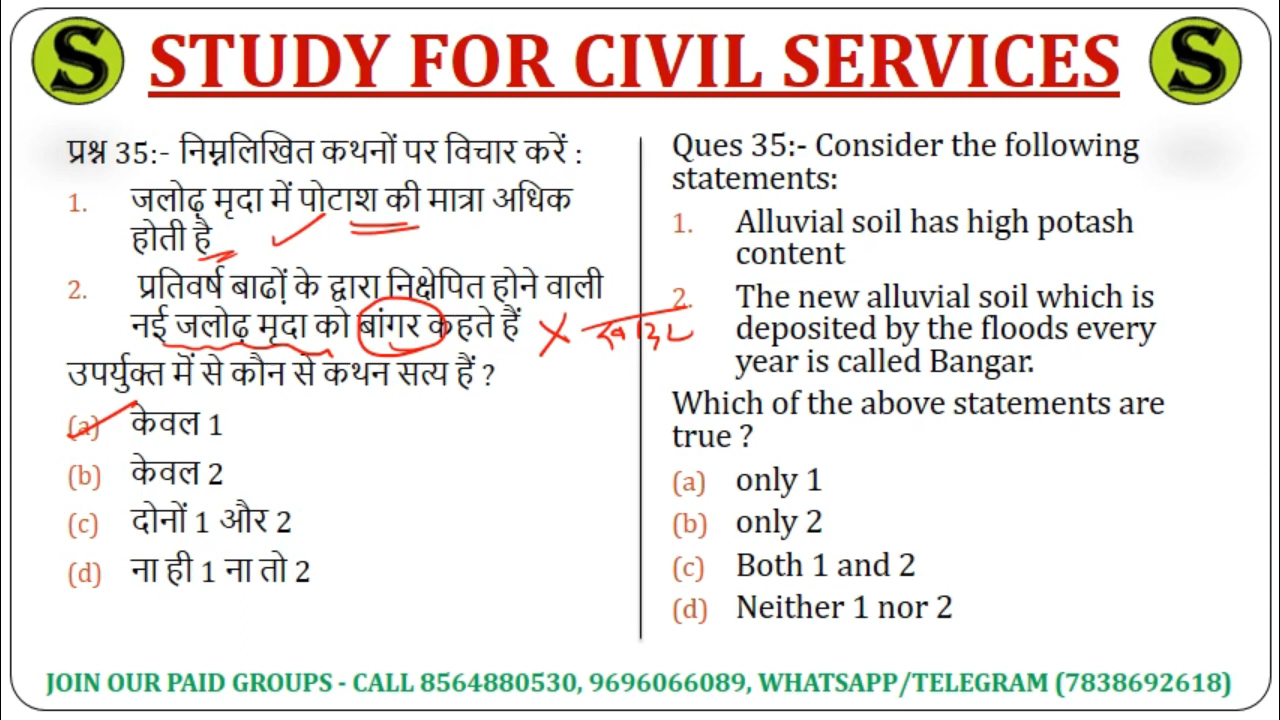 S STUDY FOR CIVIL SERVICES S
प्रश्न 35:- निम्नलिखित कथनों पर विचार करें :
1. जलोढ़ मृदा में पोटाश की मात्रा अधिक
होती है
2. प्रतिवर्ष बाढों़ के द्वारा निक्षेपित होने वाली
नई जलोढ़ मृदा को बांगर कहते हैं
उपर्युक्त में से कौन से कथन सत्य हैं ?
(a) केवल 1
(b) केवल 2
(c) दोनों 1 और 2
(d) ना ही 1 ना तो 2
Ques 35:- Consider the following
statements:
1. Alluvial soil has high potash
content
2. The new alluvial soil which is
deposited by the floods every
year is called Bangar.
Which of the above statements are
true ?
(a) only 1
(b) only 2
(c) Both 1 and 2
(d) Neither 1 nor 2
JOIN OUR PAID GROUPS - CALL 8564880530, 9696066089, WHATSAPP/TELEGRAM (7838692618)